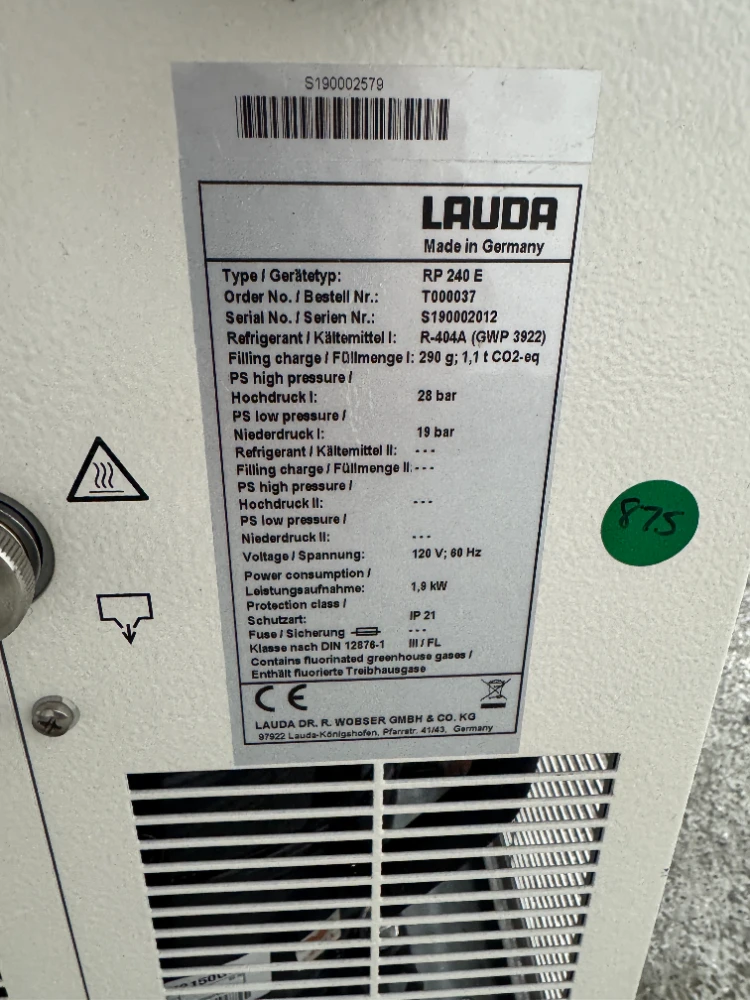 S190002579
LAUDA
Made in Germany
Type / Gerätetyp: RP 240 E
Order No. / Bestell Nr.: T000037
Serial No. / Serien Nr.: S190002012
Refrigerant / Kältemittel I: R-404A (GWP 3922)
Filling charge / Füllmenge I: 290 g; 1,1 t CO2-eq
PS high pressure /
Hochdruck I: 28 bar
PS low pressure /
Niederdruck I: 19 bar
Refrigerant / Kältemittel II: ---
Filling charge / Füllmenge II: ---
PS high pressure /
Hochdruck II: ---
PS low pressure /
Niederdruck II: ---
Voltage / Spannung: 120 V; 60 Hz
Power consumption /
Leistungsaufnahme: 1,9 kW
Protection class /
Schutzart: IP 21
Fuse / Sicherung ---
Klasse nach DIN 12876-1 III / FL
Contains fluorinated greenhouse gases /
Enthält fluorierte Treibhausgase
CE
LAUDA DR. R. WOBSER GMBH & CO. KG
97922 Lauda-Königshofen, Pfarrstr. 41/43, Germany
875